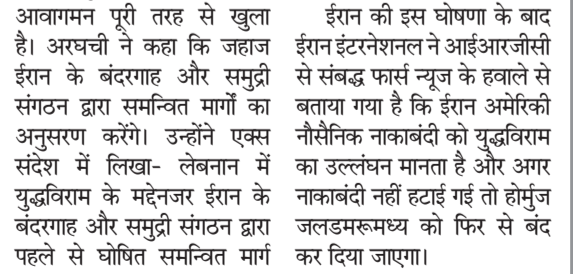 आवागमन पूरी तरह से खुला
है। अरघची ने कहा कि जहाज
ईरान के बंदरगाह और समुद्री
संगठन द्वारा समन्वित मार्गों का
अनुसरण करेंगे। उन्होंने एक्स
संदेश में लिखा- लेबनान में
युद्धविराम के मद्देनजर ईरान के
बंदरगाह और समुद्री संगठन द्वारा
पहले से घोषित समन्वित मार्ग
ईरान की इस घोषणा के बाद
ईरान इंटरनेशनल ने आईआरजीसी
से संबद्ध फार्स न्यूज के हवाले से
बताया गया है कि ईरान अमेरिकी
नौसैनिक नाकाबंदी को युद्धविराम
का उल्लंघन मानता है और अगर
नाकाबंदी नहीं हटाई गई तो होर्मुज
जलडमरूमध्य को फिर से बंद
कर दिया जाएगा।